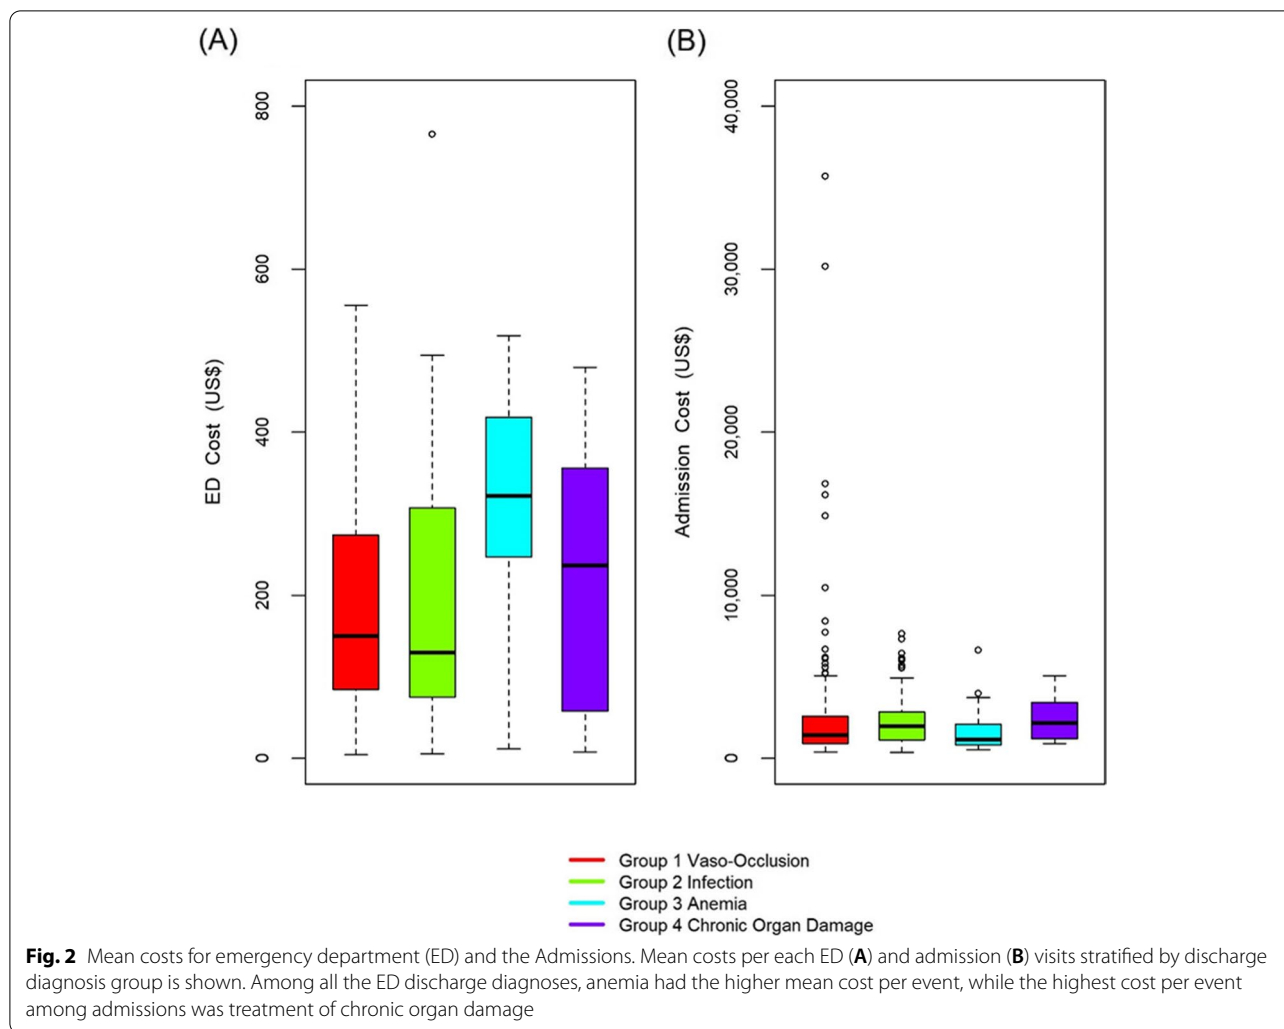 (A)
800
600
400
200
0
ED Cost (US$)
(B)
40,000
30,000
20,000
10,000
0
Admission Cost (US$)
Group 1 Vaso-Occlusion
Group 2 Infection
Group 3 Anemia
Group 4 Chronic Organ Damage
Fig. 2 Mean costs for emergency department (ED) and the Admissions. Mean costs per each ED (A) and admission (B) visits stratified by discharge
diagnosis group is shown. Among all the ED discharge diagnoses, anemia had the higher mean cost per event, while the highest cost per event
among admissions was treatment of chronic organ damage